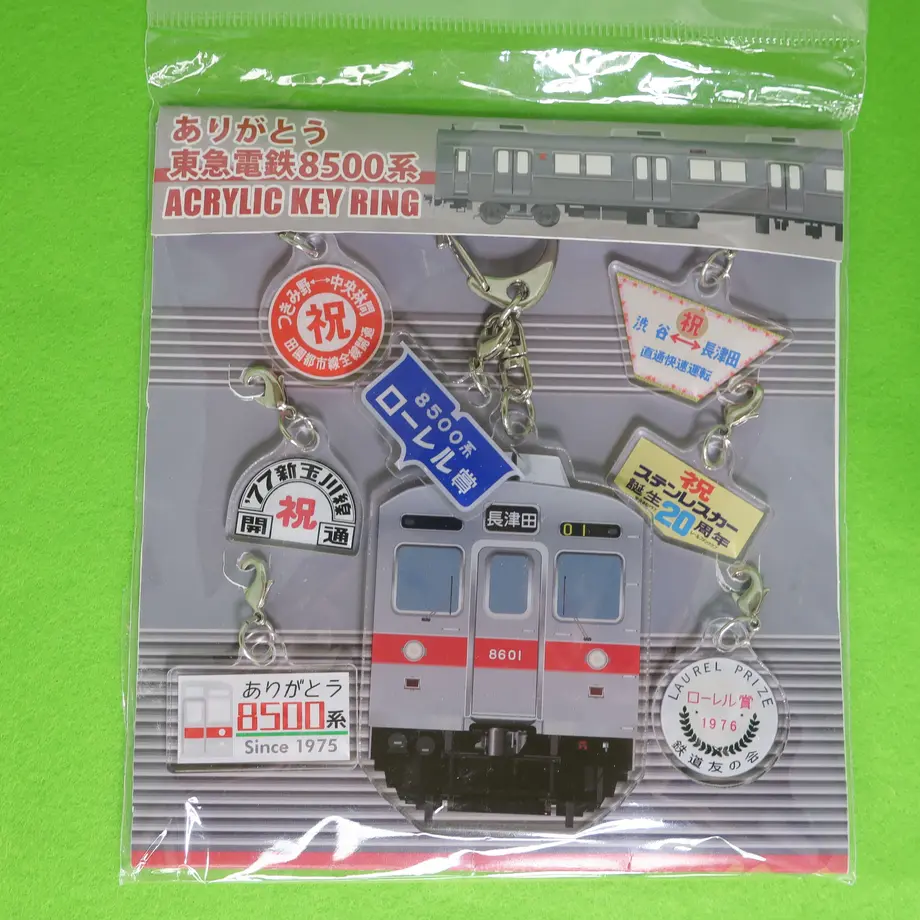 ありがとう
東急電鉄8500系
ACRYLIC KEY RING
つきみ野↔中央林間
祝
田園都市線全線開通
祝
渋谷↔長津田
直通快速運転
8500系
ローレル賞
'77新玉川線
祝
開通
祝
ステンレスカー
誕生20周年
長津田
01
8601
ありがとう
8500系
Since 1975
LAUREL PRIZE
ローレル賞
1976
鉄道友の会